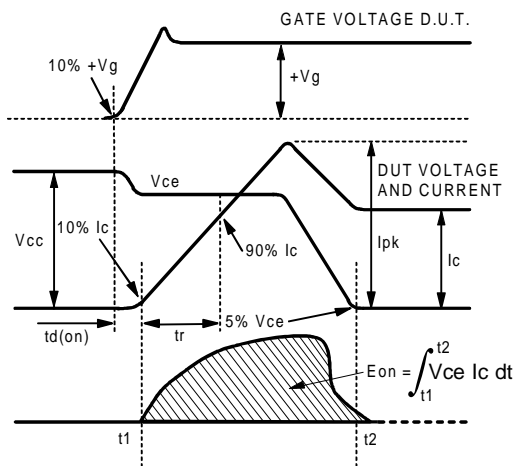 GATE VOLTAGE D.U.T.
10% +Vg
+Vg
Vce
DUT VOLTAGE
AND CURRENT
Vcc
10% Ic
90% Ic
Ipk
Ic
td(on)
tr
5% Vce
Eon = ∫ Vce Ic dt
t2
t1
t1
t2